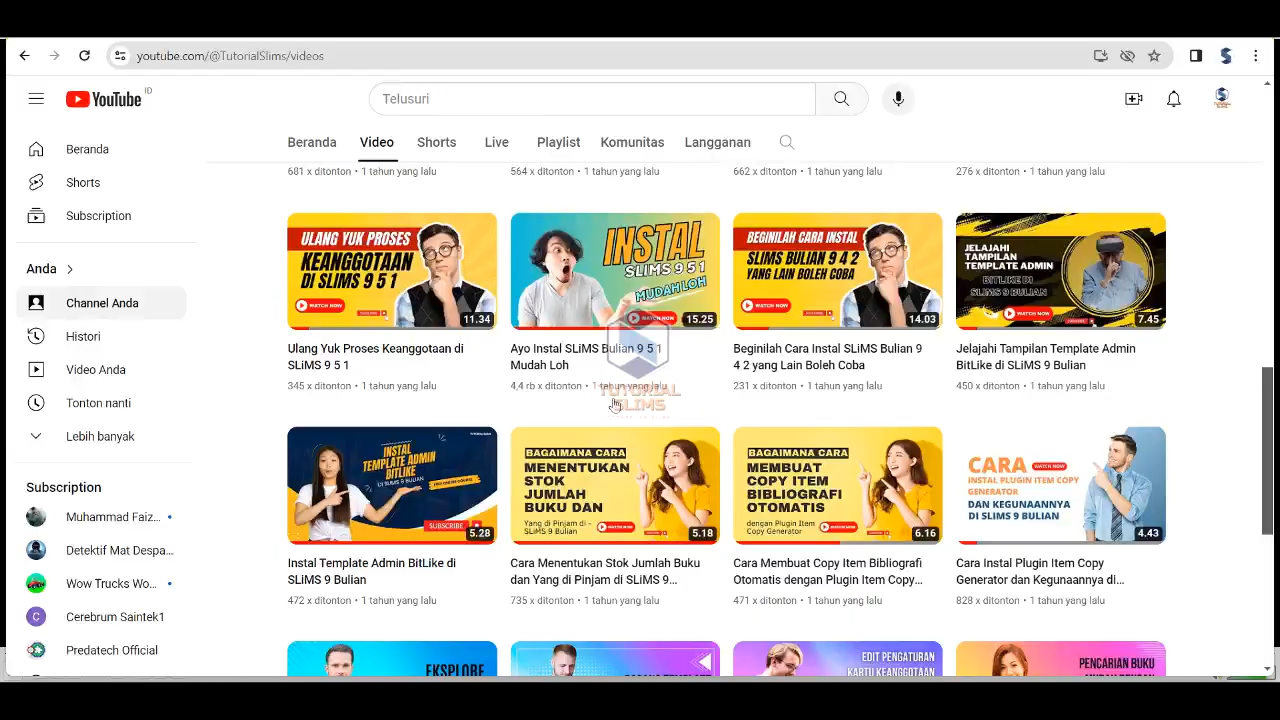 youtube.com/@TutorialSlims/videos
YouTube ID
Telusuri
Beranda
Video
Shorts
Live
Playlist
Komunitas
Langganan
Beranda
Shorts
Subscription
Anda
Channel Anda
Histori
Video Anda
Tonton nanti
Lebih banyak
Subscription
Muhammad Faiz...
Detektif Mat Despa...
Wow Trucks Wo...
Cerebrum Saintek1
Predatech Official
681 x ditonton • 1 tahun yang lalu
564 x ditonton • 1 tahun yang lalu
662 x ditonton • 1 tahun yang lalu
276 x ditonton • 1 tahun yang lalu
ULANG YUK PROSES
KEANGGOTAAN
DI SLIMS 9 5 1
WATCH NOW
11.34
Ulang Yuk Proses Keanggotaan di
SLiMS 9 5 1
345 x ditonton • 1 tahun yang lalu
INSTAL
SLIMS 9 5 1
MUDAH LOH
WATCH NOW
15.25
Ayo Instal SLiMS Bulian 9 5 1
Mudah Loh
4,4 rb x ditonton • 1 tahun yang lalu
BEGINILAH CARA INSTAL
SLIMS BULIAN 9 4 2
YANG LAIN BOLEH COBA
WATCH NOW
14.03
Beginilah Cara Instal SLiMS Bulian 9
4 2 yang Lain Boleh Coba
231 x ditonton • 1 tahun yang lalu
JELAJAHI
TAMPILAN
TEMPLATE ADMIN
BITLIKE DI
SLIMS 9 BULIAN
WATCH NOW
7.45
Jelajahi Tampilan Template Admin
BitLike di SLiMS 9 Bulian
450 x ditonton • 1 tahun yang lalu
TUTORIAL
SLIMS
INSTAL
TEMPLATE ADMIN
BITLIKE
DI SLIMS 9 BULIAN
SUBSCRIBE
5.28
Instal Template Admin BitLike di
SLiMS 9 Bulian
472 x ditonton • 1 tahun yang lalu
BAGAIMANA CARA
MENENTUKAN
STOK
JUMLAH
BUKU DAN
Yang di Pinjam di
SLiMS 9 Bulian
5.18
Cara Menentukan Stok Jumlah Buku
dan Yang di Pinjam di SLiMS 9...
735 x ditonton • 1 tahun yang lalu
BAGAIMANA CARA
MEMBUAT
COPY ITEM
BIBLIOGRAFI
OTOMATIS
dengan Plugin Item
Copy Generator
6.16
Cara Membuat Copy Item Bibliografi
Otomatis dengan Plugin Item Copy...
471 x ditonton • 1 tahun yang lalu
CARA WATCH NOW
INSTAL PLUGIN ITEM COPY
GENERATOR
DAN KEGUNAANNYA
DI SLIMS 9 BULIAN
4.43
Cara Instal Plugin Item Copy
Generator dan Kegunaannya di...
828 x ditonton • 1 tahun yang lalu
EKSPLORE
EDIT PENGATURAN
KARTU KEANGGOTAAN
PENCARIAN BUKU